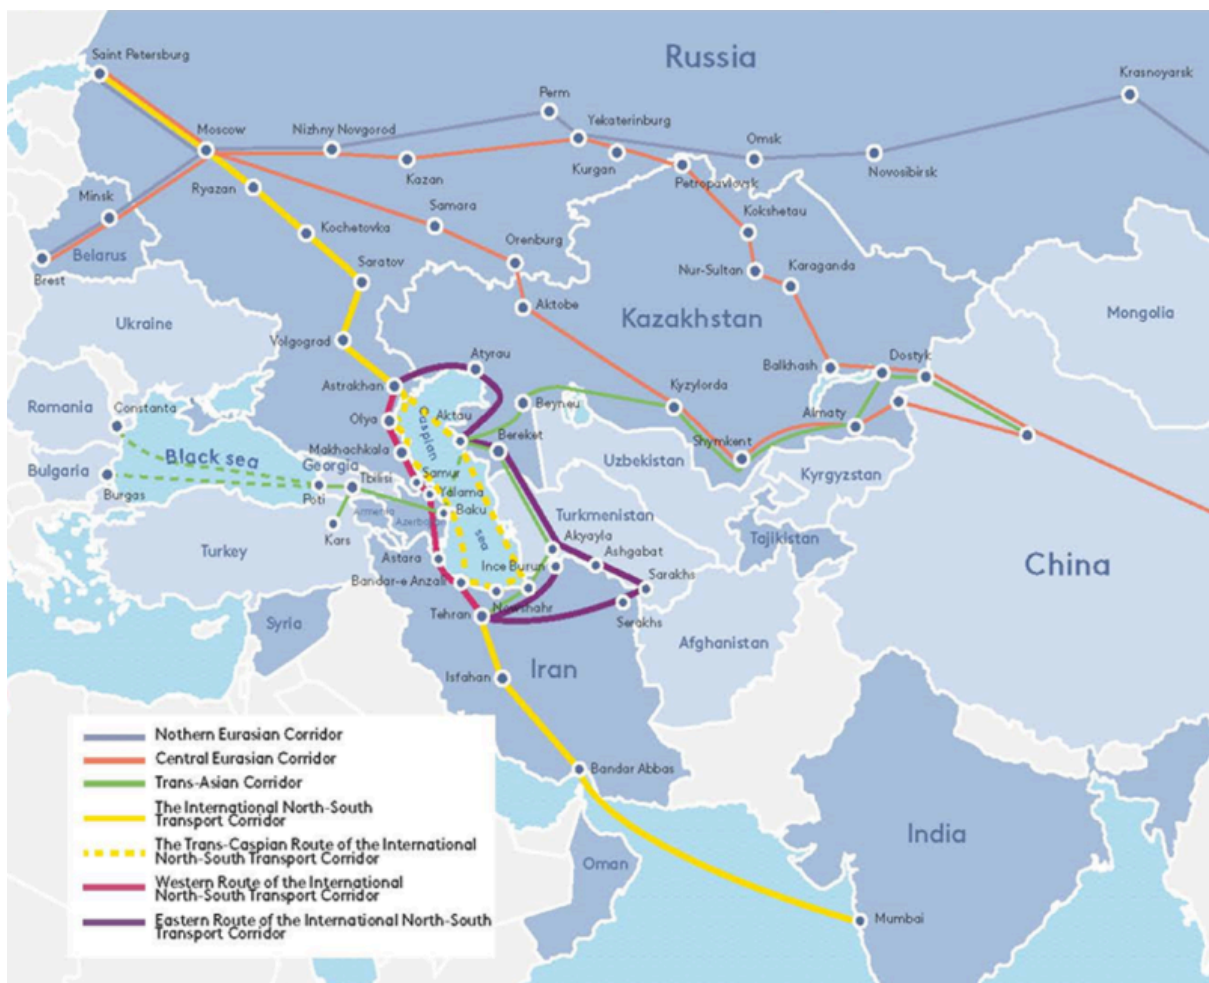 Saint Petersburg
Russia
Krasnoyarsk
Perm
Yekaterinburg
Moscow
Nizhny Novgorod
Omsk
Kazan
Kurgan
Novosibirsk
Ryazan
Petropavlovsk
Minsk
Samara
Kokshetau
Kochetovka
Orenburg
Belarus
Saratov
Nur-Sultan
Karaganda
Brest
Aktobe
Ukraine
Kazakhstan
Mongolia
Volgograd
Atyrau
Balkhash
Dostyk
Astrakhan
Kyzylorda
Romania
Constanta
Olya
Aktau
Beyneu
Almaty
Caspian
Bereket
Shymkent
Makhachkala
Black sea
Georgia
Uzbekistan
Kyrgyzstan
Bulgaria
Tbilisi
Samur
Burgas
Poti
Yalama
Armenia
Baku
Azerbaijan
Turkmenistan
Kars
sea
Akyayla
Tajikistan
Turkey
Astara
Ince Burun
Ashgabat
China
Bandar-e Anzali
Sarakhs
Nowshahr
Tehran
Serakhs
Syria
Afghanistan
Iran
Isfahan
Nothern Eurasian Corridor
Central Eurasian Corridor
Bandar Abbas
Trans-Asian Corridor
The International North-South
Transport Corridor
The Trans-Caspian Route of the International
North-South Transport Corridor
India
Oman
Western Route of the International
North-South Transport Corridor
Eastern Route of the International North-South
Transport Corridor
Mumbai